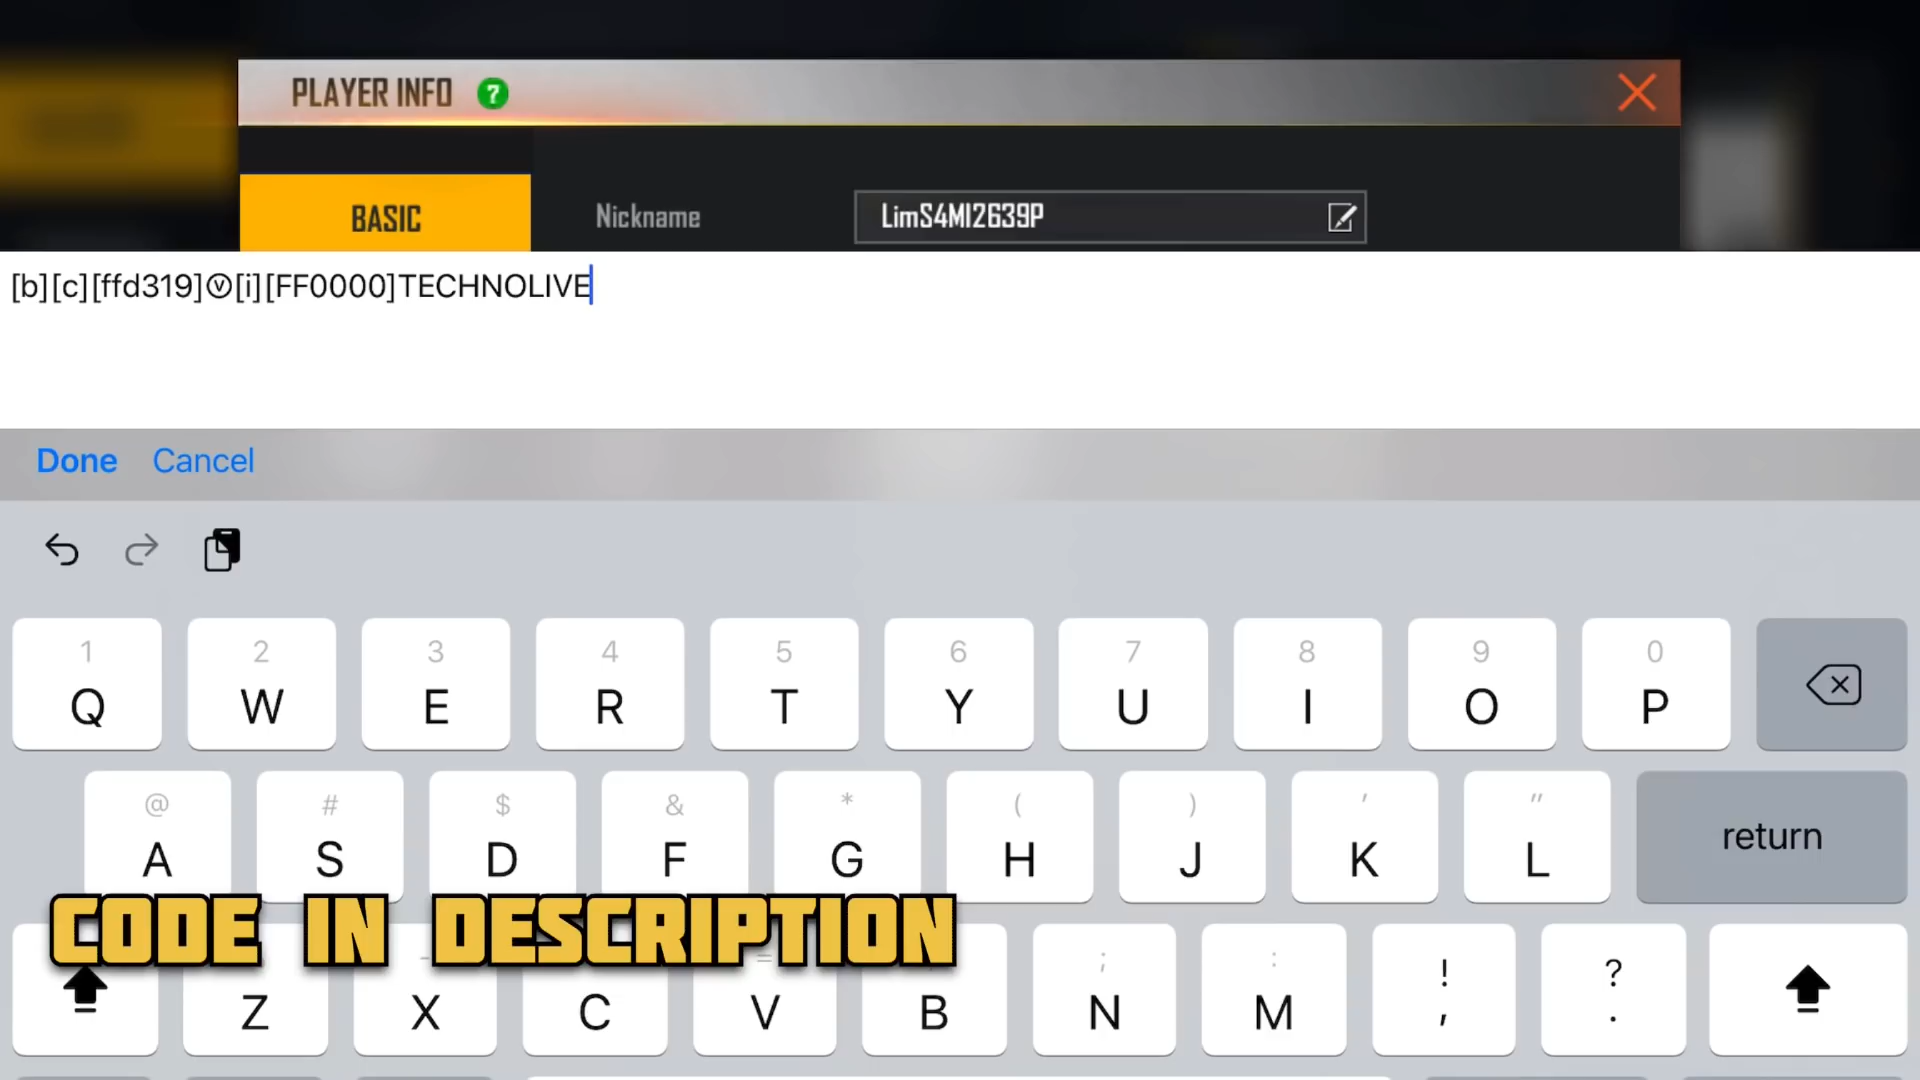 PLAYER INFO ?
BASIC
Nickname
LimS4MI2639P
[b][c][ffd319]ⓥ[i][FF0000]TECHNOLIVE
Done Cancel
1 2 3 4 5 6 7 8 9 0
Q W E R T Y U I O P
@ # $ & * ( ) ' "
A S D F G H J K L return
CODE IN DESCRIPTION
- = ; : ! ?
Z X C V B N M , .